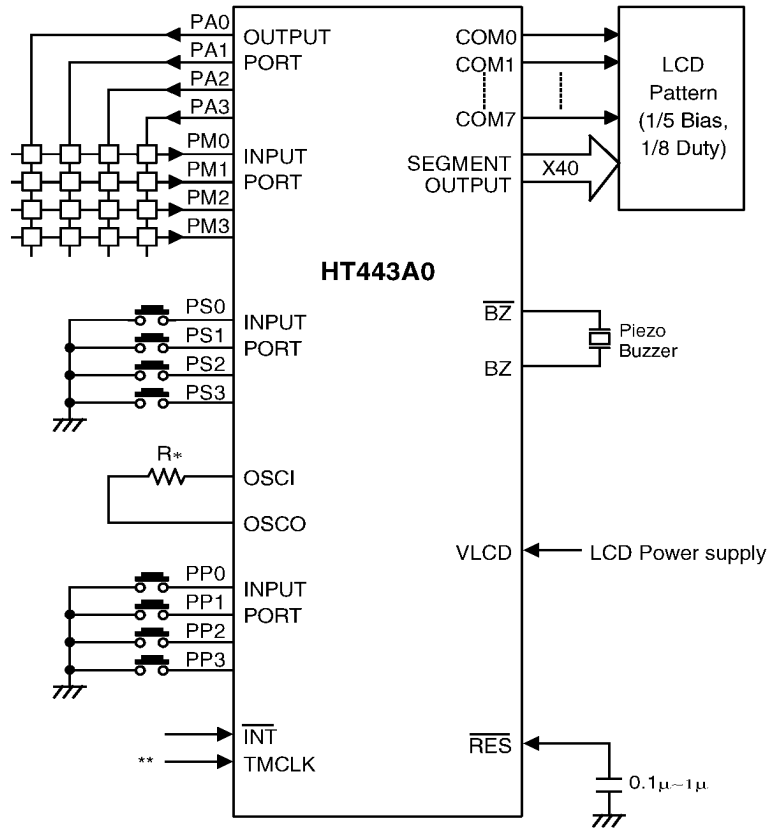 PA0
OUTPUT
PA1
PORT
PA2
PA3
PM0
INPUT
PM1
PORT
PM2
PM3
COM0
COM1
COM7
LCD
Pattern
(1/5 Bias,
1/8 Duty)
SEGMENT
OUTPUT
X40
HT443A0
PS0
INPUT
PS1
PORT
PS2
PS3
BZ
BZ
Piezo
Buzzer
R*
OSCI
OSCO
VLCD
LCD Power supply
PP0
INPUT
PP1
PORT
PP2
PP3
INT
** TMCLK
RES
0.1μ~1μ